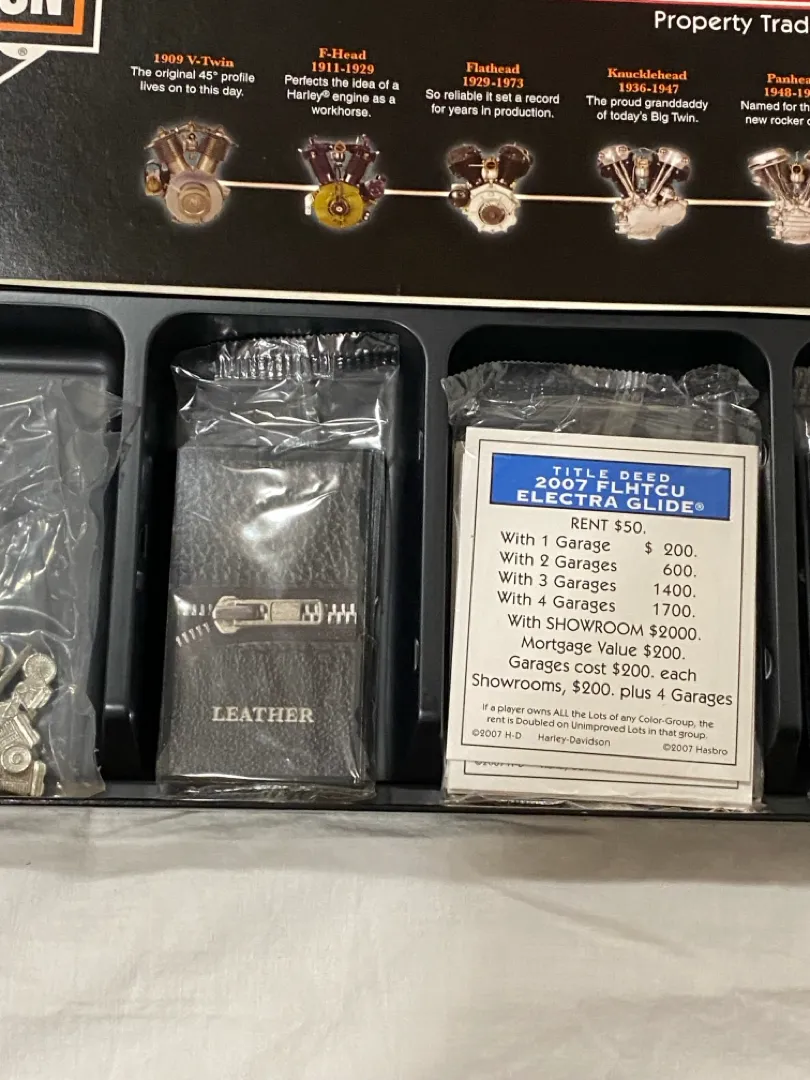 ON
®
Property Trad
1909 V-Twin
The original 45° profile
lives on to this day.
F-Head
1911-1929
Perfects the idea of a
Harley® engine as a
workhorse.
Flathead
1929-1973
So reliable it set a record
for years in production.
Knucklehead
1936-1947
The proud granddaddy
of today's Big Twin.
Panhea
1948-19
Named for th
new rocker
LEATHER
TITLE DEED
2007 FLHTCU
ELECTRA GLIDE®
RENT $50.
With 1 Garage $ 200.
With 2 Garages 600.
With 3 Garages 1400.
With 4 Garages 1700.
With SHOWROOM $2000.
Mortgage Value $200.
Garages cost $200. each
Showrooms, $200. plus 4 Garages
If a player owns ALL the Lots of any Color-Group, the
rent is Doubled on Unimproved Lots in that group.
©2007 H-D Harley-Davidson ©2007 Hasbro